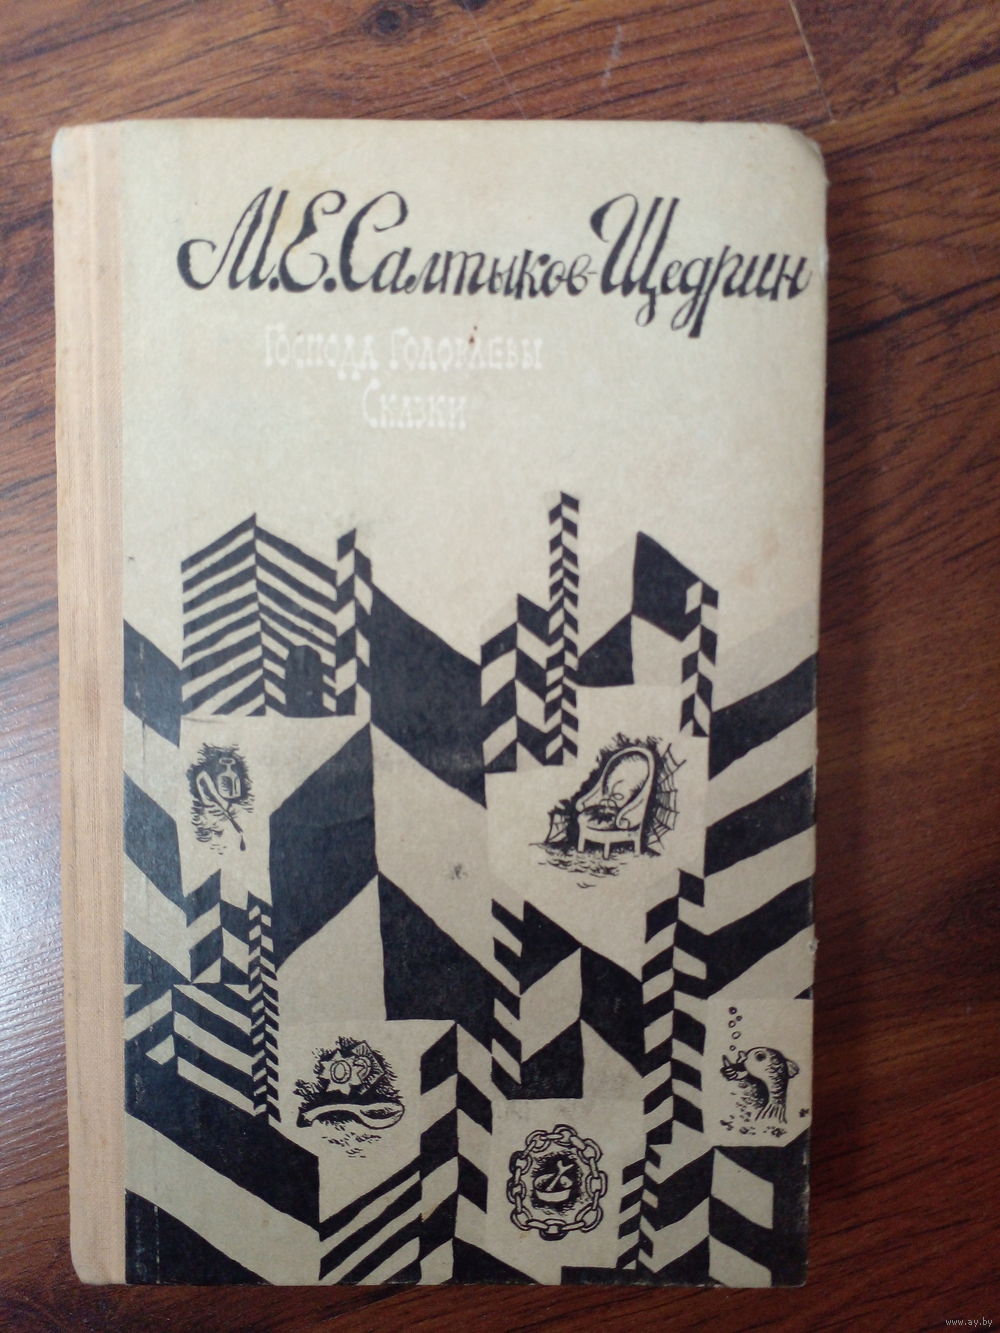 М.Е.Салтыков-Щедрин
Господа Головлевы
Сказки
www.ay.by